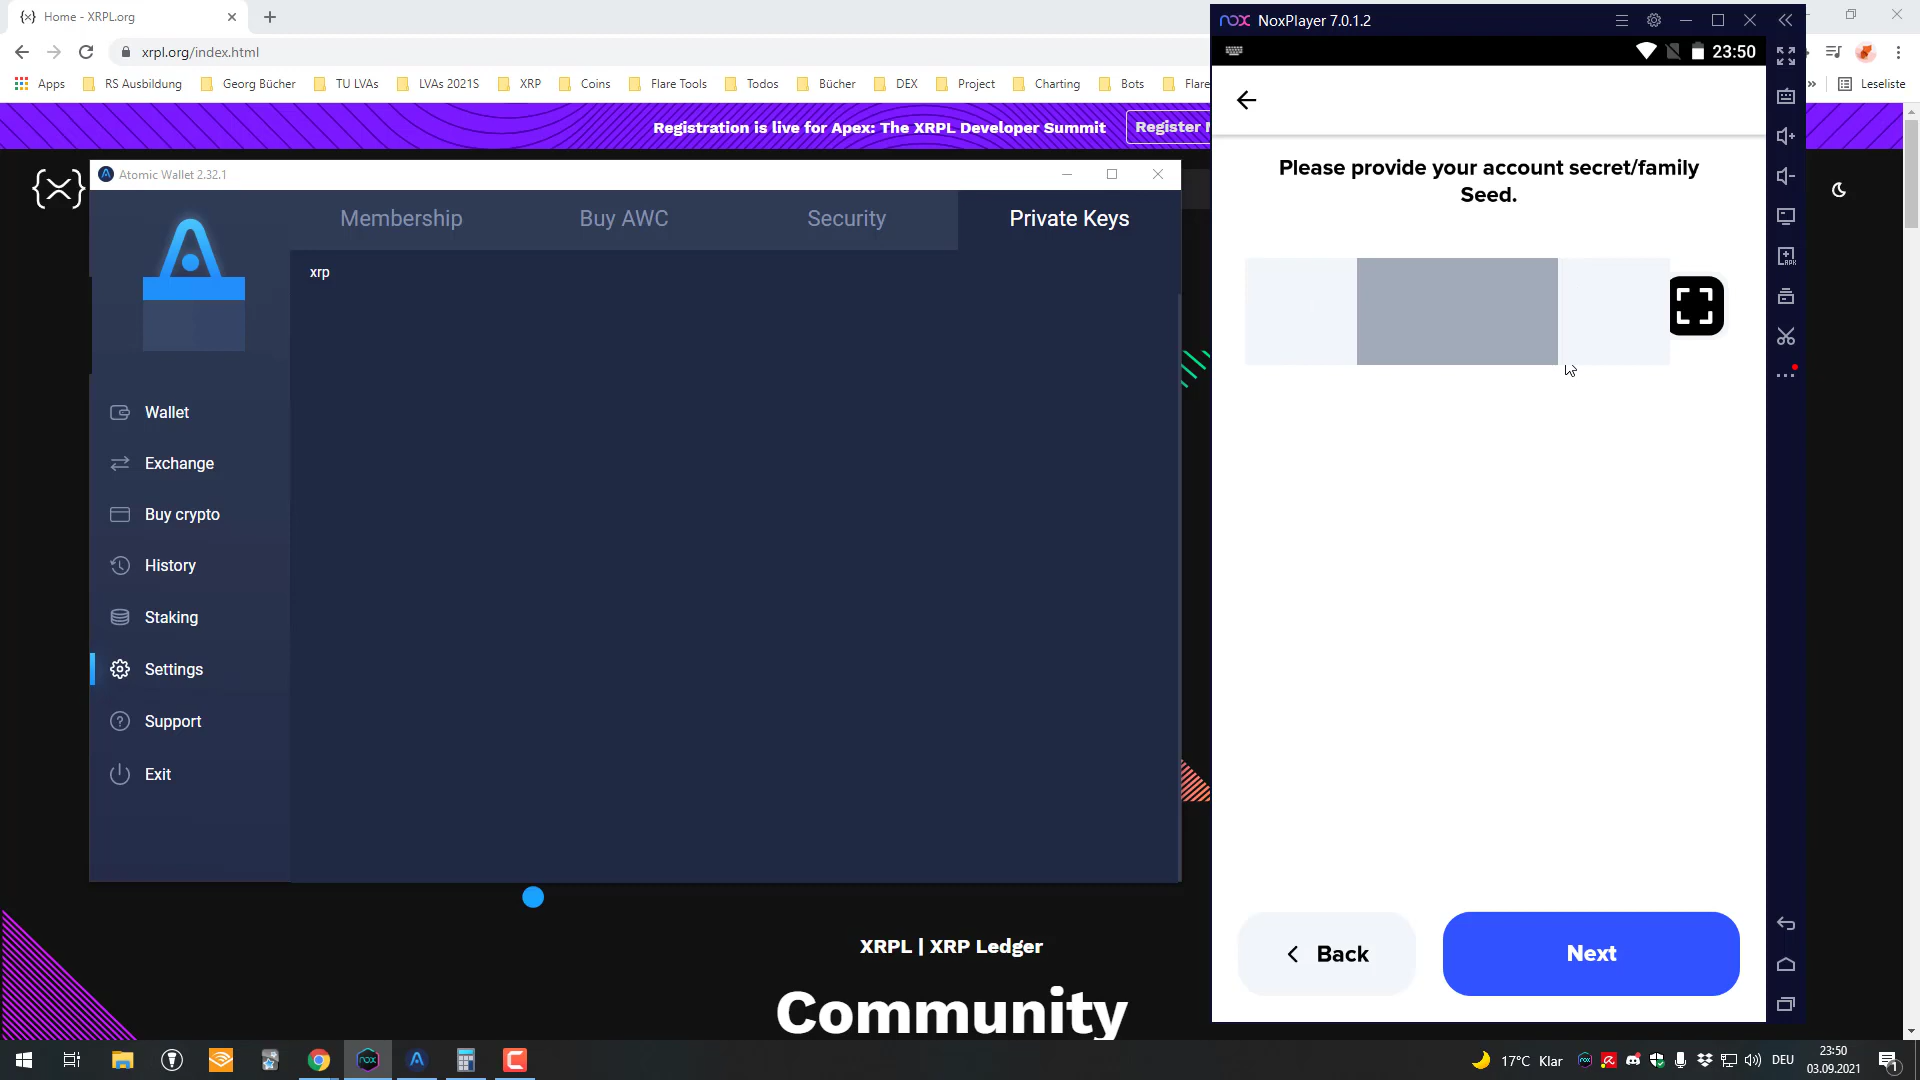 Home - XRPL.org
xrpl.org/index.html
Apps
RS Ausbildung
Georg Bücher
TU LVAs
LVAs 2021S
XRP
Coins
Flare Tools
Todos
Bücher
DEX
Project
Charting
Bots
Flare
»
Leseliste
Registration is live for Apex: The XRPL Developer Summit
Register
Atomic Wallet 2.32.1
Membership
Buy AWC
Security
Private Keys
xrp
Wallet
Exchange
Buy crypto
History
Staking
Settings
Support
Exit
XRPL | XRP Ledger
Community
nox NoxPlayer 7.0.1.2
23:50
Please provide your account secret/family
Seed.
Back
Next
17°C Klar
DEU
23:50
03.09.2021
1